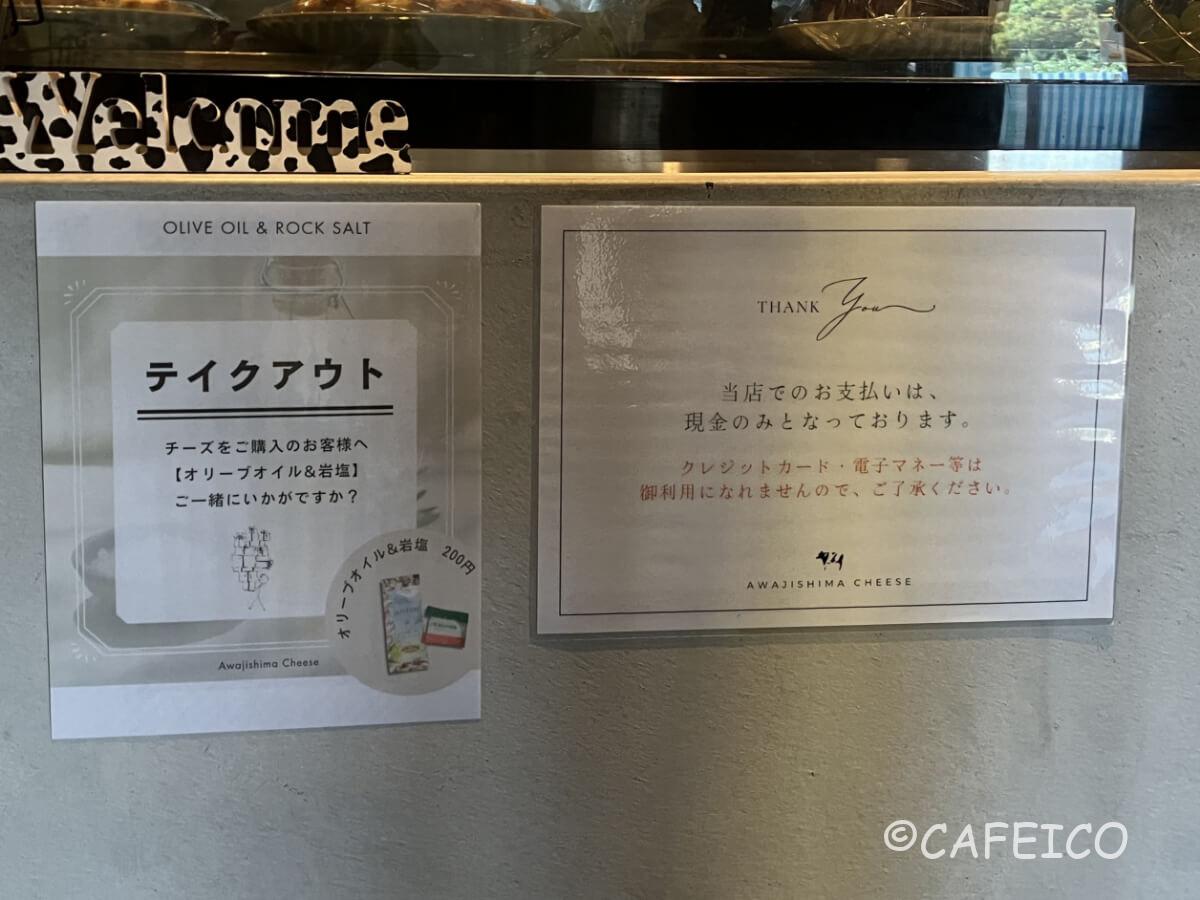 Welcome
OLIVE OIL & ROCK SALT
テイクアウト
チーズをご購入のお客様へ
【オリーブオイル&岩塩】
ご一緒にいかがですか？
オリーブオイル&岩塩 200円
Awajishima Cheese
THANK You
当店でのお支払いは、
現金のみとなっております。
クレジットカード・電子マネー等は
御利用になれませんので、ご了承ください。
AWAJISHIMA CHEESE
©CAFEICO